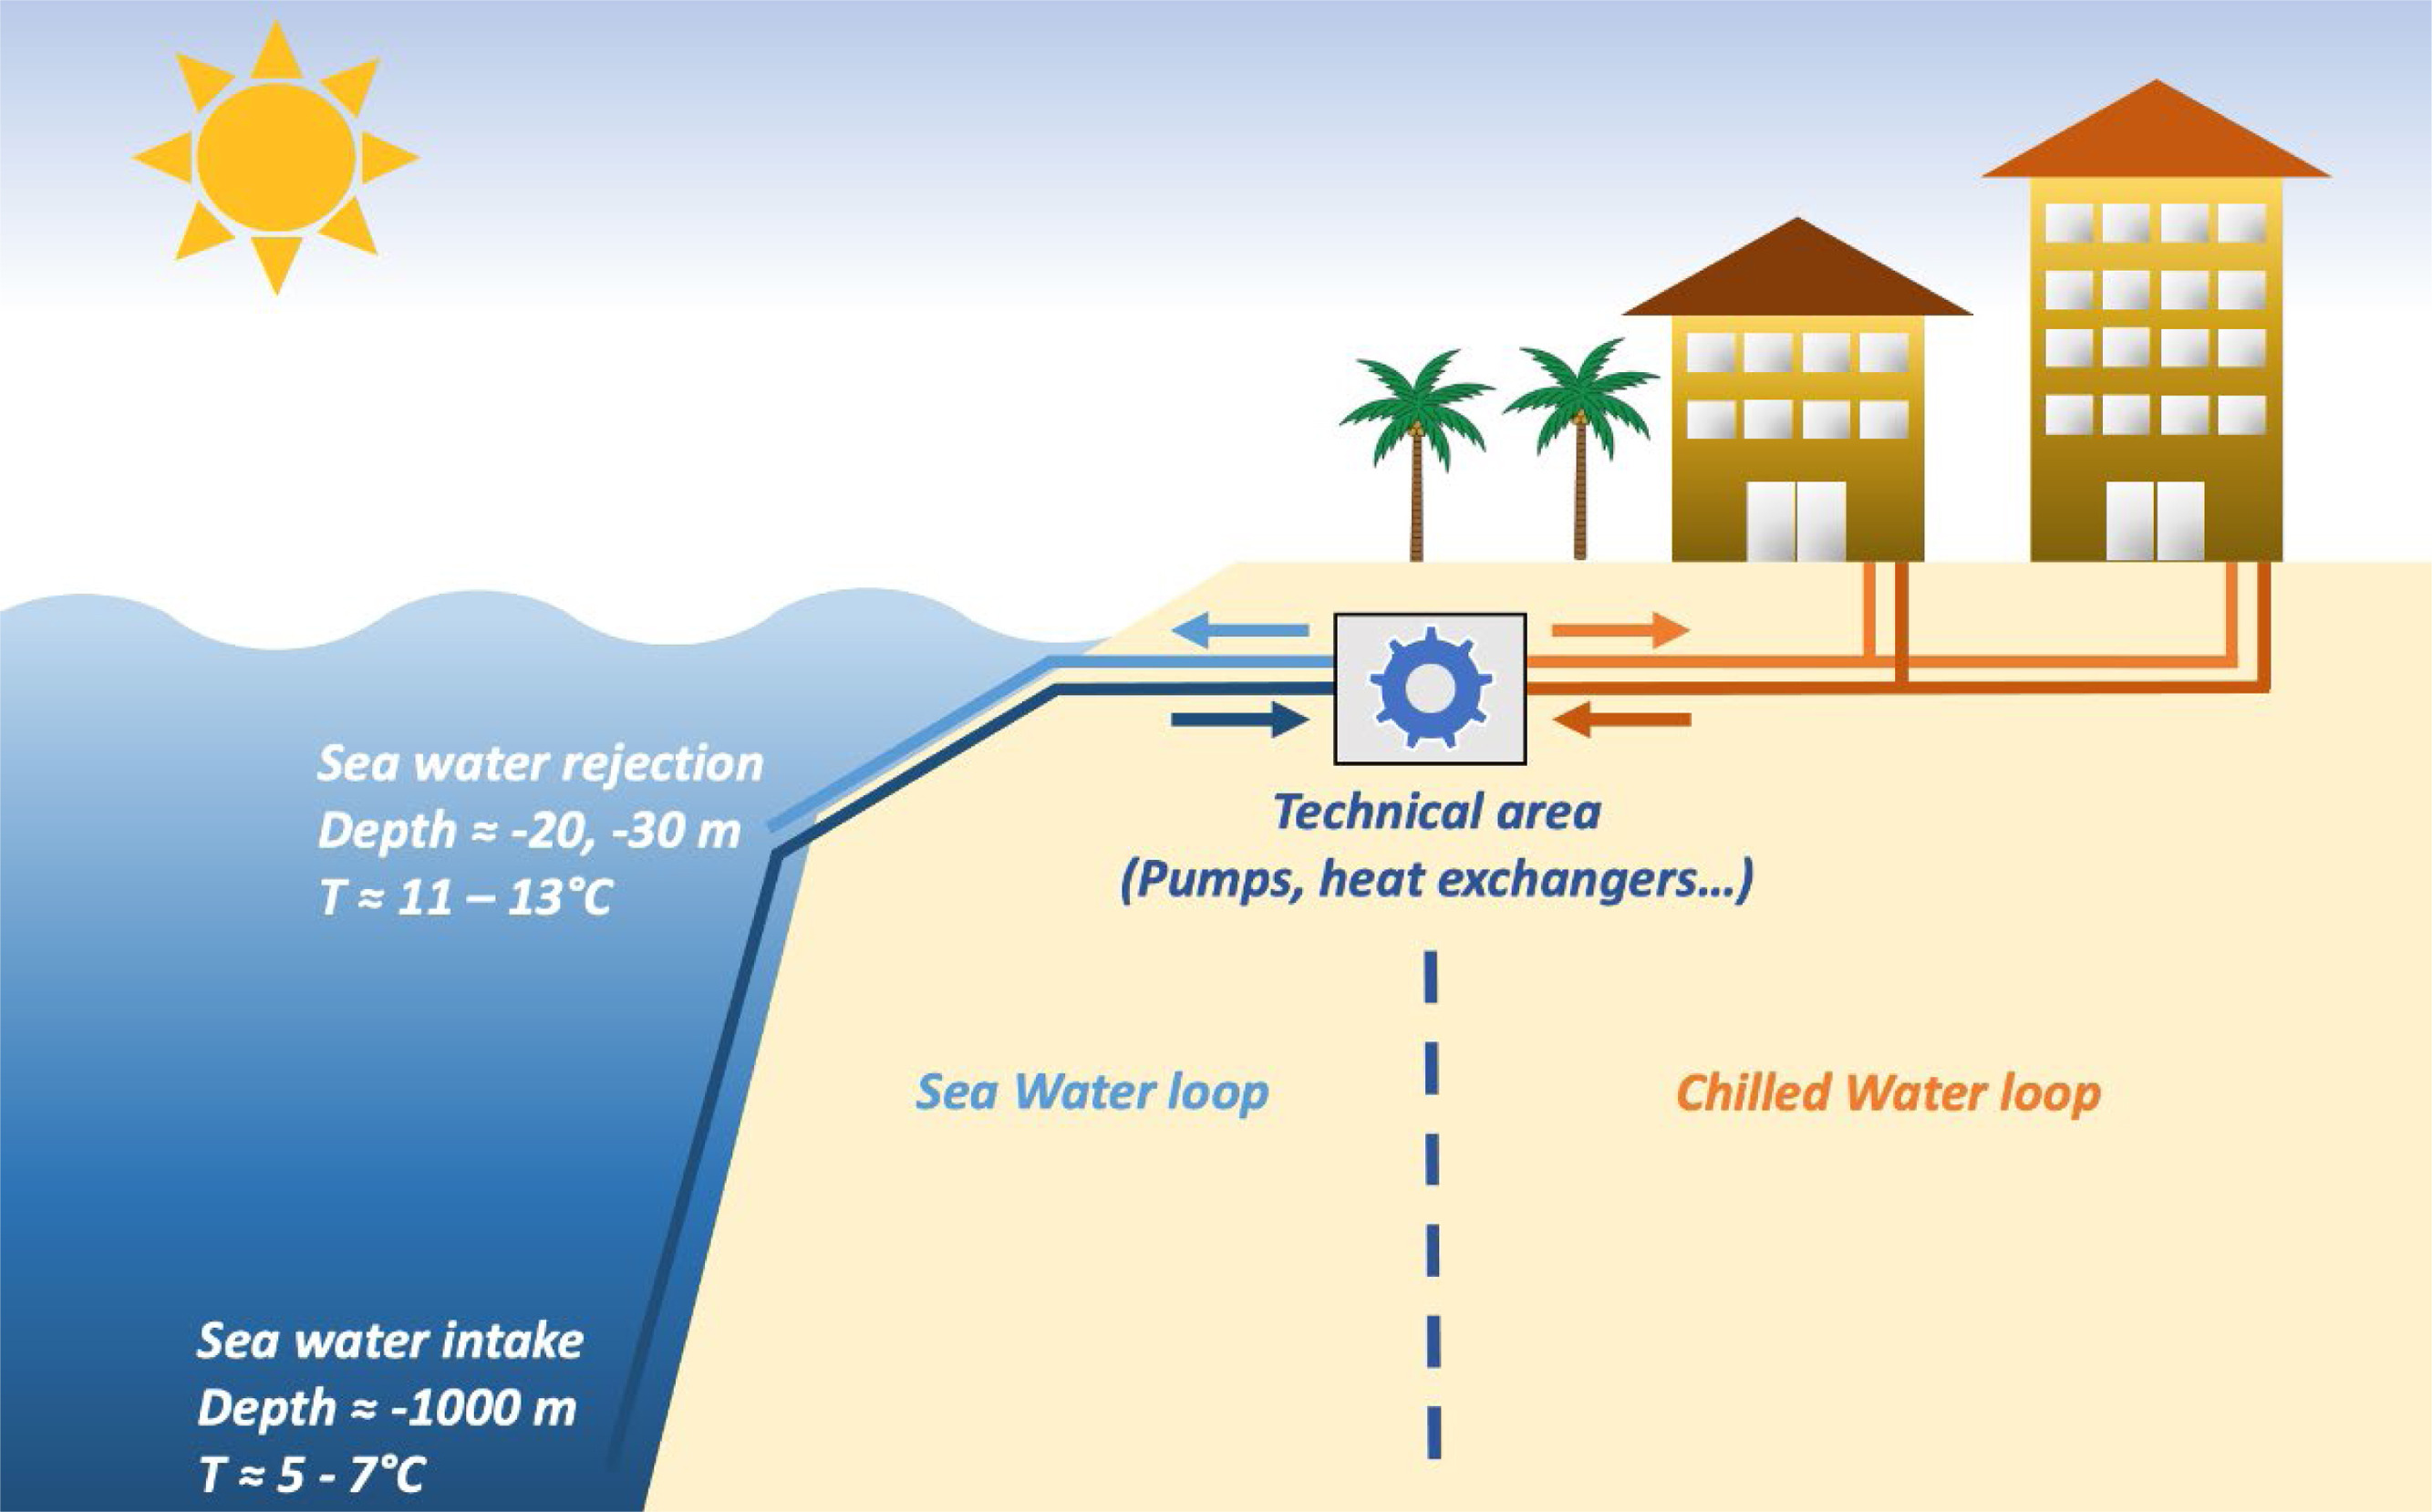 Sea water rejection
Depth ≈ -20, -30 m
T ≈ 11 – 13°C
Technical area
(Pumps, heat exchangers...)
Sea Water loop
Chilled Water loop
Sea water intake
Depth ≈ -1000 m
T ≈ 5 - 7°C